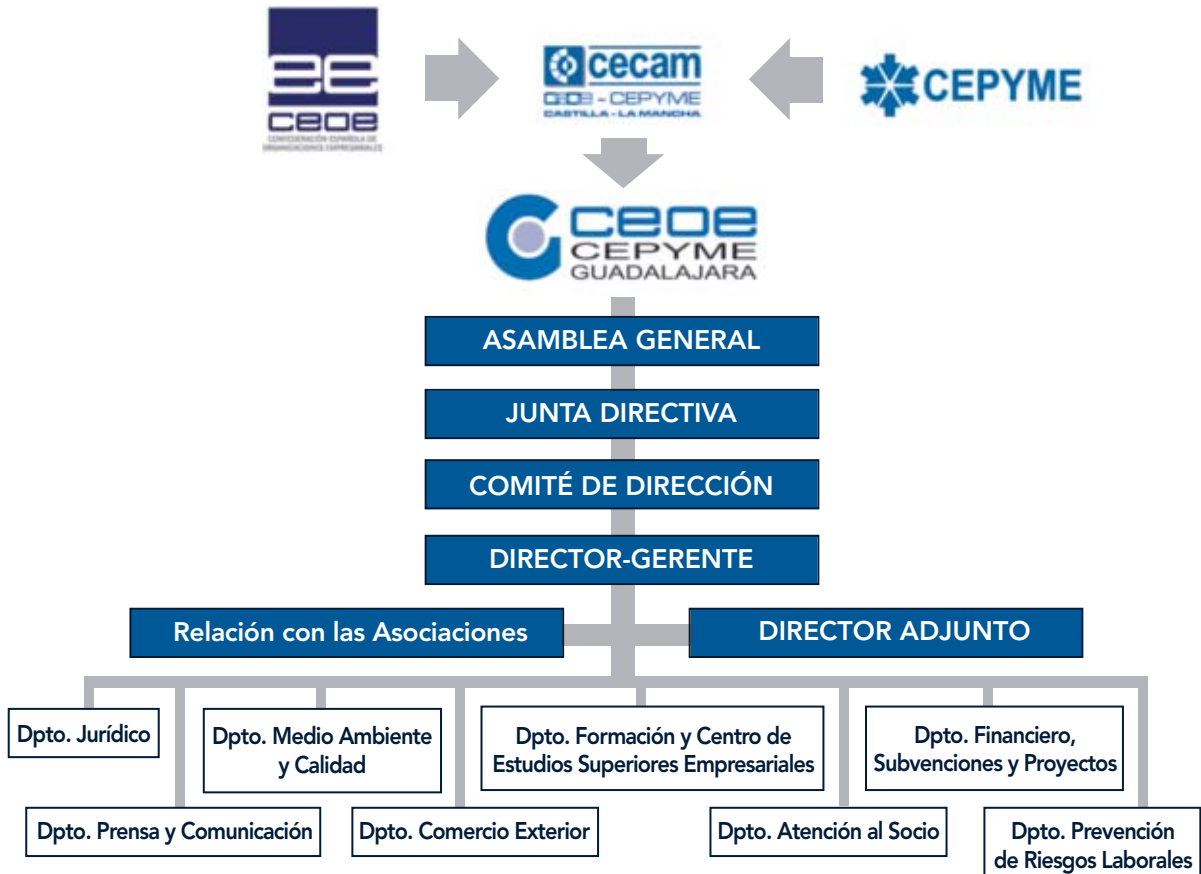 ceoe
CONFEDERACIÓN ESPAÑOLA DE
ORGANIZACIONES EMPRESARIALES
cecam
CEOE - CEPYME
CASTILLA - LA MANCHA
CEPYME
ceoe
CEPYME
GUADALAJARA
ASAMBLEA GENERAL
JUNTA DIRECTIVA
COMITÉ DE DIRECCIÓN
DIRECTOR-GERENTE
Relación con las Asociaciones
DIRECTOR ADJUNTO
Dpto. Jurídico
Dpto. Medio Ambiente
y Calidad
Dpto. Formación y Centro de
Estudios Superiores Empresariales
Dpto. Financiero,
Subvenciones y Proyectos
Dpto. Prensa y Comunicación
Dpto. Comercio Exterior
Dpto. Atención al Socio
Dpto. Prevención
de Riesgos Laborales